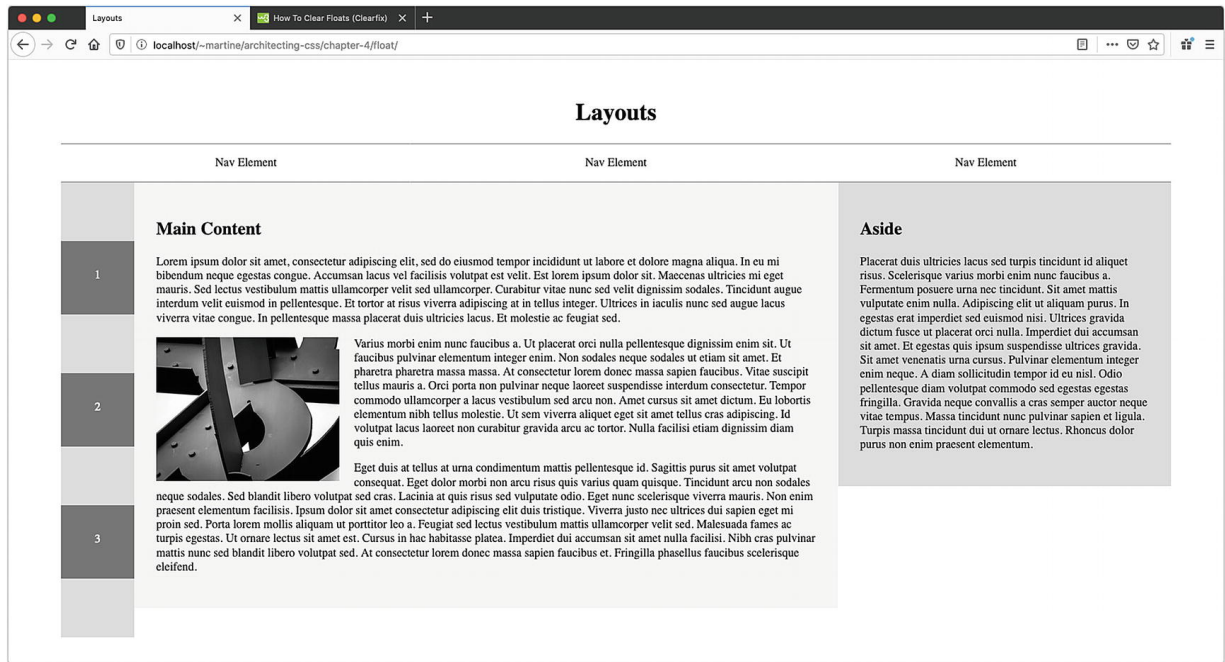 Layouts
How To Clear Floats (Clearfix)
localhost/~martine/architecting-css/chapter-4/float/
Layouts
Nav Element
Nav Element
Nav Element
1
2
3
Main Content
Lorem ipsum dolor sit amet, consectetur adipiscing elit, sed do eiusmod tempor incididunt ut labore et dolore magna aliqua. In eu mi
bibendum neque egestas congue. Accumsan lacus vel facilisis volutpat est velit. Est lorem ipsum dolor sit. Maecenas ultricies mi eget
mauris. Sed lectus vestibulum mattis ullamcorper velit sed ullamcorper. Curabitur vitae nunc sed velit dignissim sodales. Tincidunt augue
interdum velit euismod in pellentesque. Et tortor at risus viverra adipiscing at in tellus integer. Ultrices in iaculis nunc sed augue lacus
viverra vitae congue. In pellentesque massa placerat duis ultricies lacus. Et molestie ac feugiat sed.
Varius morbi enim nunc faucibus a. Ut placerat orci nulla pellentesque dignissim enim sit. Ut
faucibus pulvinar elementum integer enim. Non sodales neque sodales ut etiam sit amet. Et
pharetra pharetra massa massa. At consectetur lorem donec massa sapien faucibus. Vitae suscipit
tellus mauris a. Orci porta non pulvinar neque laoreet suspendisse interdum consectetur. Tempor
commodo ullamcorper a lacus vestibulum sed arcu non. Amet cursus sit amet dictum. Eu lobortis
elementum nibh tellus molestie. Ut sem viverra aliquet eget sit amet tellus cras adipiscing. Id
volutpat lacus laoreet non curabitur gravida arcu ac tortor. Nulla facilisi etiam dignissim diam
quis enim.
Eget duis at tellus at urna condimentum mattis pellentesque id. Sagittis purus sit amet volutpat
consequat. Eget dolor morbi non arcu risus quis varius quam quisque. Tincidunt arcu non sodales
neque sodales. Sed blandit libero volutpat sed cras. Lacinia at quis risus sed vulputate odio. Eget nunc scelerisque viverra mauris. Non enim
praesent elementum facilisis. Ipsum dolor sit amet consectetur adipiscing elit duis tristique. Viverra justo nec ultrices dui sapien eget mi
proin sed. Porta lorem mollis aliquam ut porttitor leo a. Feugiat sed lectus vestibulum mattis ullamcorper velit sed. Malesuada fames ac
turpis egestas. Ut ornare lectus sit amet est. Cursus in hac habitasse platea. Imperdiet dui accumsan sit amet nulla facilisi. Nibh cras pulvinar
mattis nunc sed blandit libero volutpat sed. At consectetur lorem donec massa sapien faucibus et. Fringilla phasellus faucibus scelerisque
eleifend.
Aside
Placerat duis ultricies lacus sed turpis tincidunt id aliquet
risus. Scelerisque varius morbi enim nunc faucibus a.
Fermentum posuere urna nec tincidunt. Sit amet mattis
vulputate enim nulla. Adipiscing elit ut aliquam purus. In
egestas erat imperdiet sed euismod nisi. Ultrices gravida
dictum fusce ut placerat orci nulla. Imperdiet dui accumsan
sit amet. Et egestas quis ipsum suspendisse ultrices gravida.
Sit amet venenatis urna cursus. Pulvinar elementum integer
enim neque. A diam sollicitudin tempor id eu nisl. Odio
pellentesque diam volutpat commodo sed egestas egestas
fringilla. Gravida neque convallis a cras semper auctor neque
vitae tempus. Massa tincidunt nunc pulvinar sapien et ligula.
Turpis massa tincidunt dui ut ornare lectus. Rhoncus dolor
purus non enim praesent elementum.